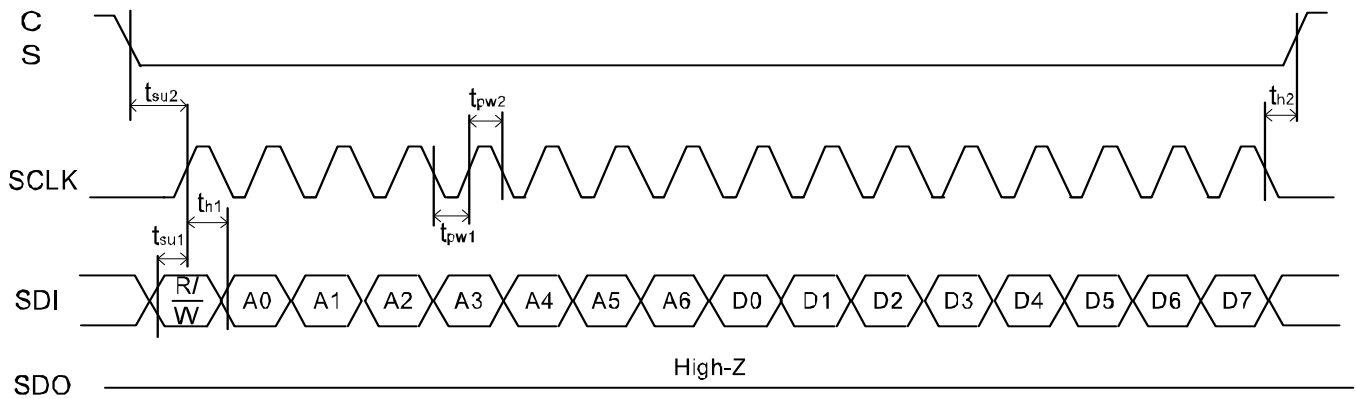 C
S
tsu2
tpw2
th2
SCLK
th1
tsu1
tpw1
SDI
R/
W
A0 A1 A2 A3 A4 A5 A6 D0 D1 D2 D3 D4 D5 D6 D7
High-Z
SDO